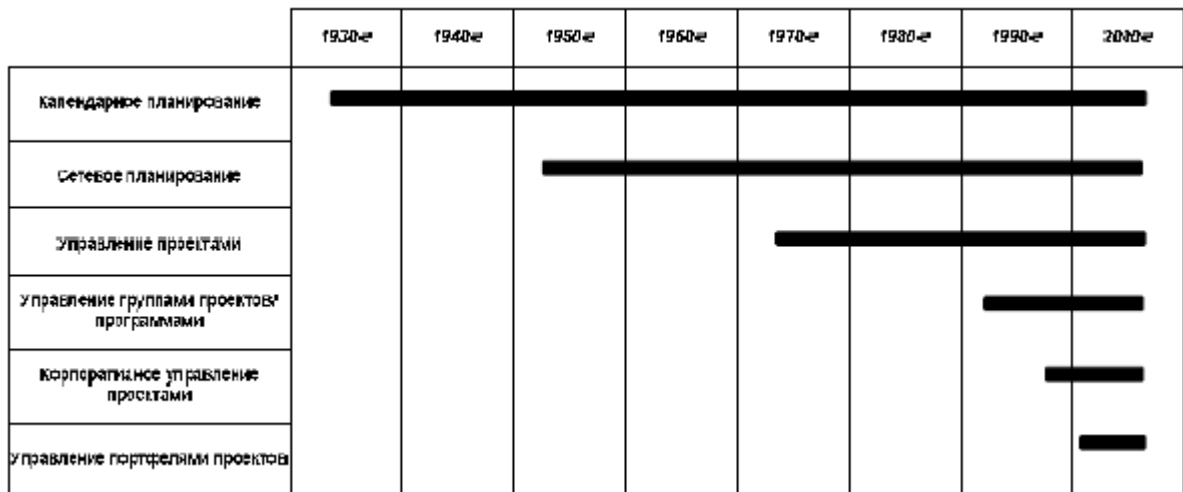 1930-е 1940-е 1950-е 1960-е 1970-е 1980-е 1990-е 2000-е
Календарное планирование
Сетевое планирование
Управление проектами
Управление группами проектов/
программами
Корпоративное управление
проектами
Управление портфелями проектов